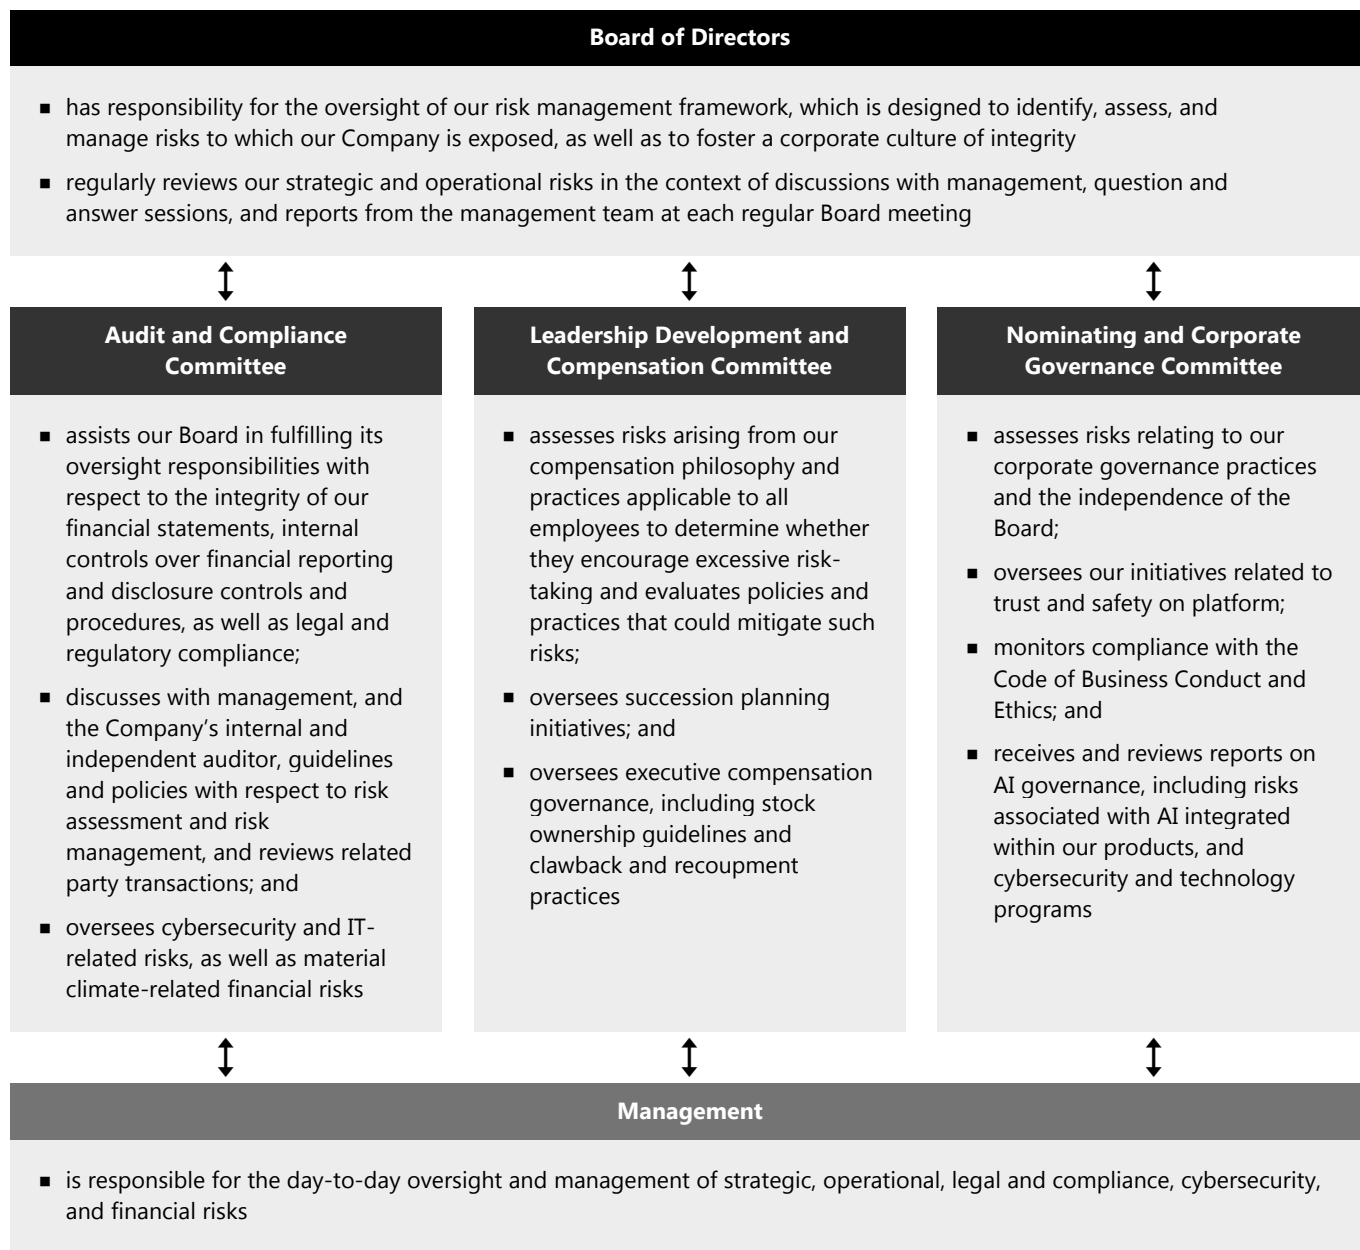 Board of Directors
▪ has responsibility for the oversight of our risk management framework, which is designed to identify, assess, and
manage risks to which our Company is exposed, as well as to foster a corporate culture of integrity
▪ regularly reviews our strategic and operational risks in the context of discussions with management, question and
answer sessions, and reports from the management team at each regular Board meeting
Audit and Compliance
Committee
▪ assists our Board in fulfilling its
oversight responsibilities with
respect to the integrity of our
financial statements, internal
controls over financial reporting
and disclosure controls and
procedures, as well as legal and
regulatory compliance;
▪ discusses with management, and
the Company’s internal and
independent auditor, guidelines
and policies with respect to risk
assessment and risk
management, and reviews related
party transactions; and
▪ oversees cybersecurity and IT-
related risks, as well as material
climate-related financial risks
Leadership Development and
Compensation Committee
▪ assesses risks arising from our
compensation philosophy and
practices applicable to all
employees to determine whether
they encourage excessive risk-
taking and evaluates policies and
practices that could mitigate such
risks;
▪ oversees succession planning
initiatives; and
▪ oversees executive compensation
governance, including stock
ownership guidelines and
clawback and recoupment
practices
Nominating and Corporate
Governance Committee
▪ assesses risks relating to our
corporate governance practices
and the independence of the
Board;
▪ oversees our initiatives related to
trust and safety on platform;
▪ monitors compliance with the
Code of Business Conduct and
Ethics; and
▪ receives and reviews reports on
AI governance, including risks
associated with AI integrated
within our products, and
cybersecurity and technology
programs
Management
▪ is responsible for the day-to-day oversight and management of strategic, operational, legal and compliance, cybersecurity,
and financial risks